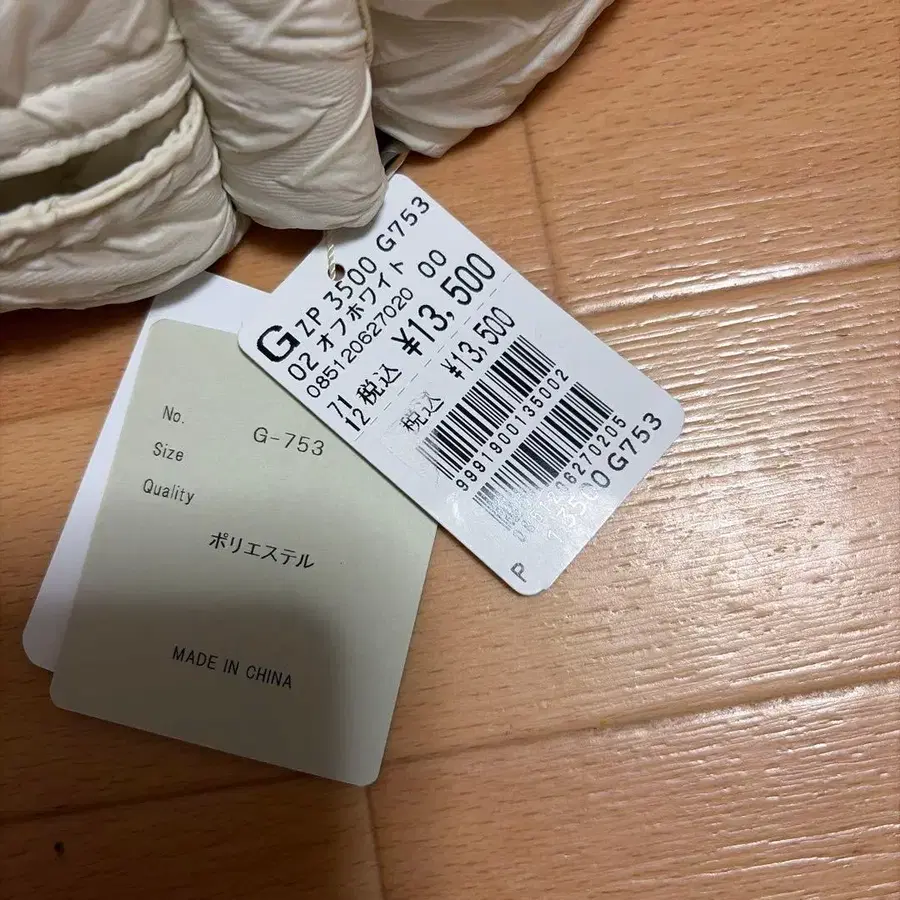 G ZP 3500 G753
02 オフホワイト
085120627020 00
71 税込 ¥13,500
12
税込 ¥13,500
9991900135002
G753
P
No. G-753
Size
Quality
ポリエステル
MADE IN CHINA